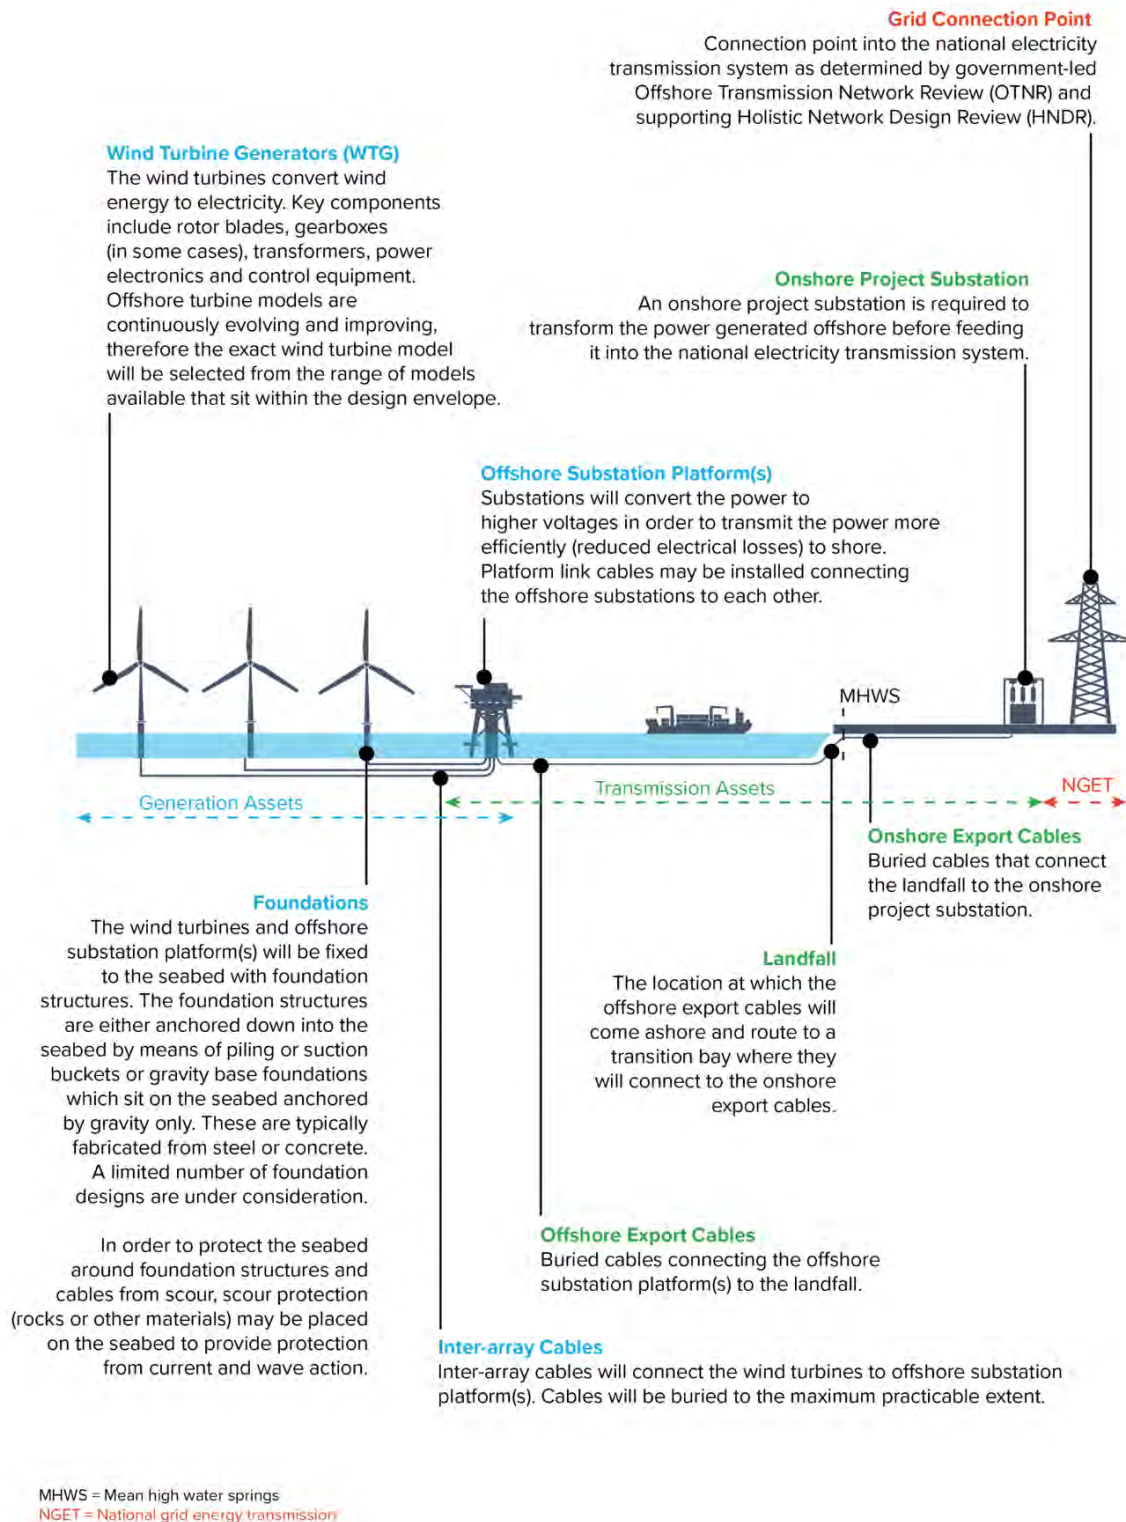 Grid Connection Point
Connection point into the national electricity
transmission system as determined by government-led
Offshore Transmission Network Review (OTNR) and
supporting Holistic Network Design Review (HNDR).
Wind Turbine Generators (WTG)
The wind turbines convert wind
energy to electricity. Key components
include rotor blades, gearboxes
(in some cases), transformers, power
electronics and control equipment.
Offshore turbine models are
continuously evolving and improving,
therefore the exact wind turbine model
will be selected from the range of models
available that sit within the design envelope.
Onshore Project Substation
An onshore project substation is required to
transform the power generated offshore before feeding
it into the national electricity transmission system.
Offshore Substation Platform(s)
Substations will convert the power to
higher voltages in order to transmit the power more
efficiently (reduced electrical losses) to shore.
Platform link cables may be installed connecting
the offshore substations to each other.
MHWS
Generation Assets
Transmission Assets
NGET
Onshore Export Cables
Buried cables that connect
the landfall to the onshore
project substation.
Foundations
The wind turbines and offshore
substation platform(s) will be fixed
to the seabed with foundation
structures. The foundation structures
are either anchored down into the
seabed by means of piling or suction
buckets or gravity base foundations
which sit on the seabed anchored
by gravity only. These are typically
fabricated from steel or concrete.
A limited number of foundation
designs are under consideration.
In order to protect the seabed
around foundation structures and
cables from scour, scour protection
(rocks or other materials) may be placed
on the seabed to provide protection
from current and wave action.
Landfall
The location at which the
offshore export cables will
come ashore and route to a
transition bay where they
will connect to the onshore
export cables.
Offshore Export Cables
Buried cables connecting the offshore
substation platform(s) to the landfall.
Inter-array Cables
Inter-array cables will connect the wind turbines to offshore substation
platform(s). Cables will be buried to the maximum practicable extent.
MHWS = Mean high water springs
NGET = National grid energy transmission